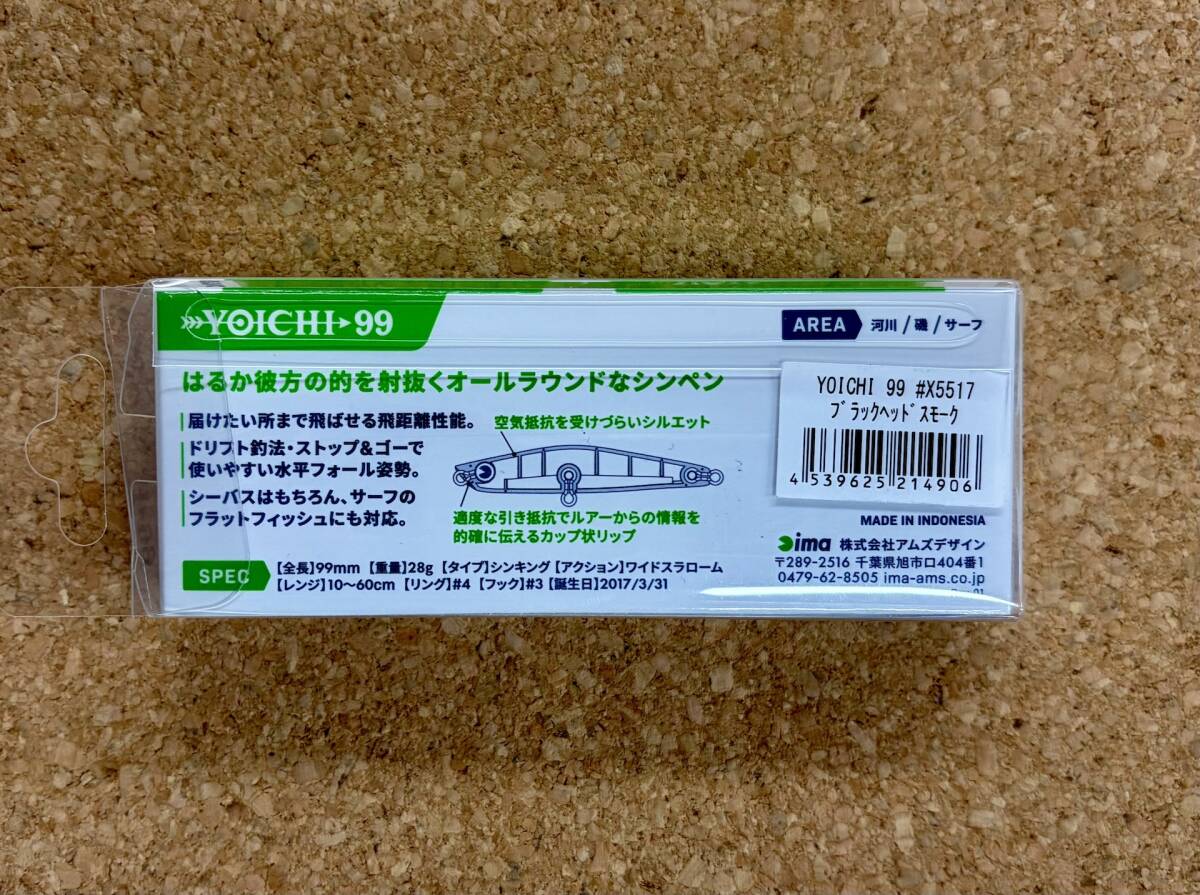 YOICHI 99
AREA 河川/磯/サーフ
はるか彼方の的を射抜くオールラウンドなシンペン
届けたい所まで飛ばせる飛距離性能。
ドリフト釣法・ストップ&ゴーで
使いやすい水平フォール姿勢。
シーバスはもちろん、サーフの
フラットフィッシュにも対応。
空気抵抗を受けづらいシルエット
適度な引き抵抗でルアーからの情報を
的確に伝えるカップ状リップ
SPEC
【全長】99mm 【重量】28g 【タイプ】シンキング 【アクション】ワイドスラローム
【レンジ】10〜60cm 【リング】#4 【フック】#3 【誕生日】2017/3/31
YOICHI 99 #X5517
ブラックヘッドスモーク
4 539625 214906
MADE IN INDONESIA
ima 株式会社アムズデザイン
〒289-2516 千葉県旭市ロ404番1
0479-62-8505 ima-ams.co.jp